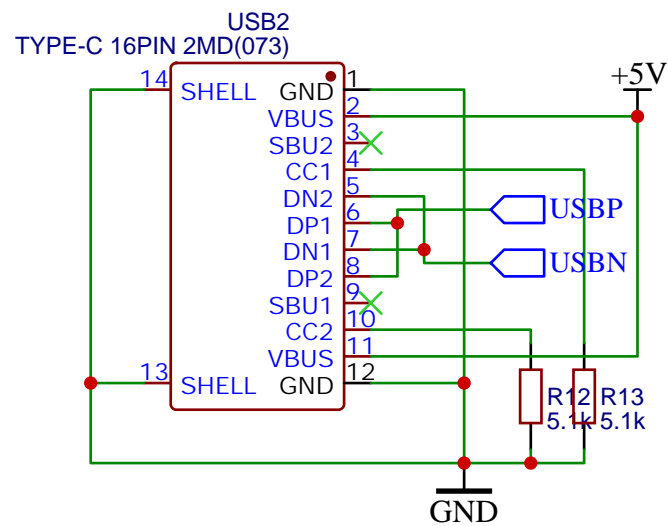 USB2
TYPE-C 16PIN 2MD(073)
+5V
14 SHELL GND 1
VBUS 2
SBU2 3
CC1 4
DN2 5
DP1 6
DN1 7
DP2 8
SBU1 9
CC2 10
VBUS 11
13 SHELL GND 12
USBP
USBN
R12 R13
5.1k 5.1k
GND